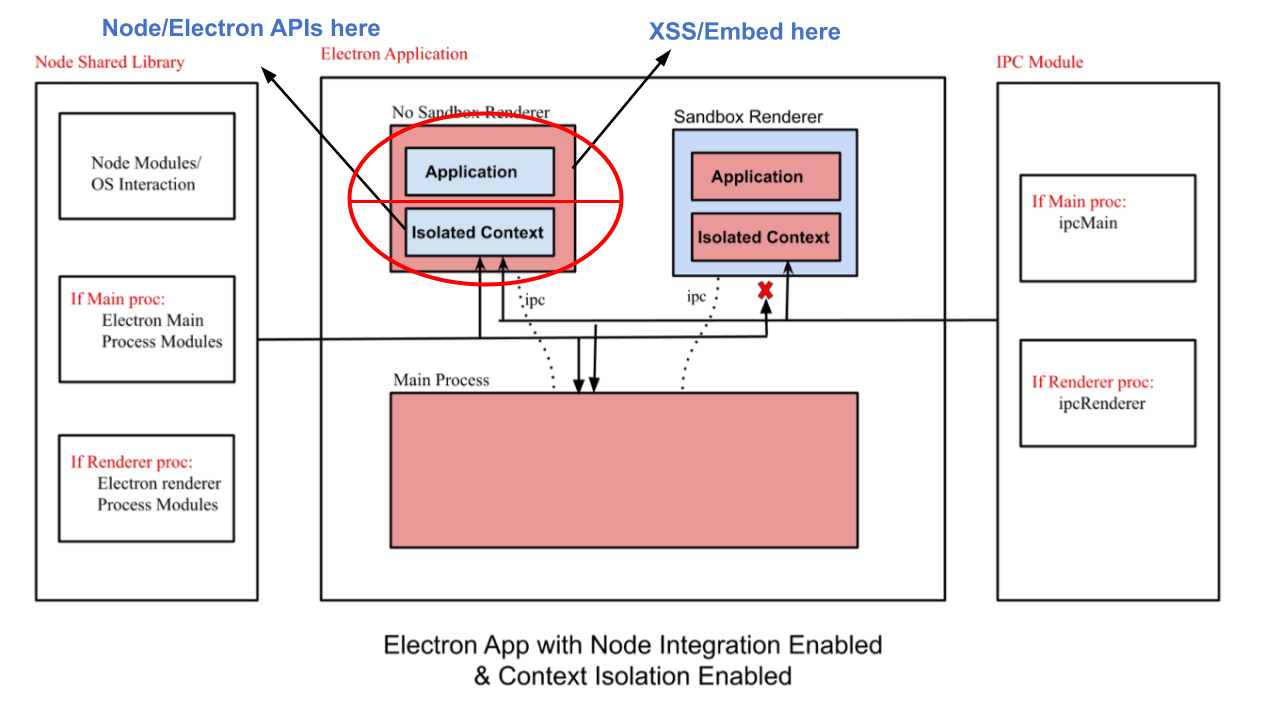 Node/Electron APIs here
XSS/Embed here
Node Shared Library
Electron Application
IPC Module
No Sandbox Renderer
Sandbox Renderer
Node Modules/
OS Interaction
Application
Isolated Context
Application
Isolated Context
If Main proc:
ipcMain
If Main proc:
Electron Main
Process Modules
ipc
ipc
X
If Renderer proc:
ipcRenderer
Main Process
If Renderer proc:
Electron renderer
Process Modules
Electron App with Node Integration Enabled
& Context Isolation Enabled